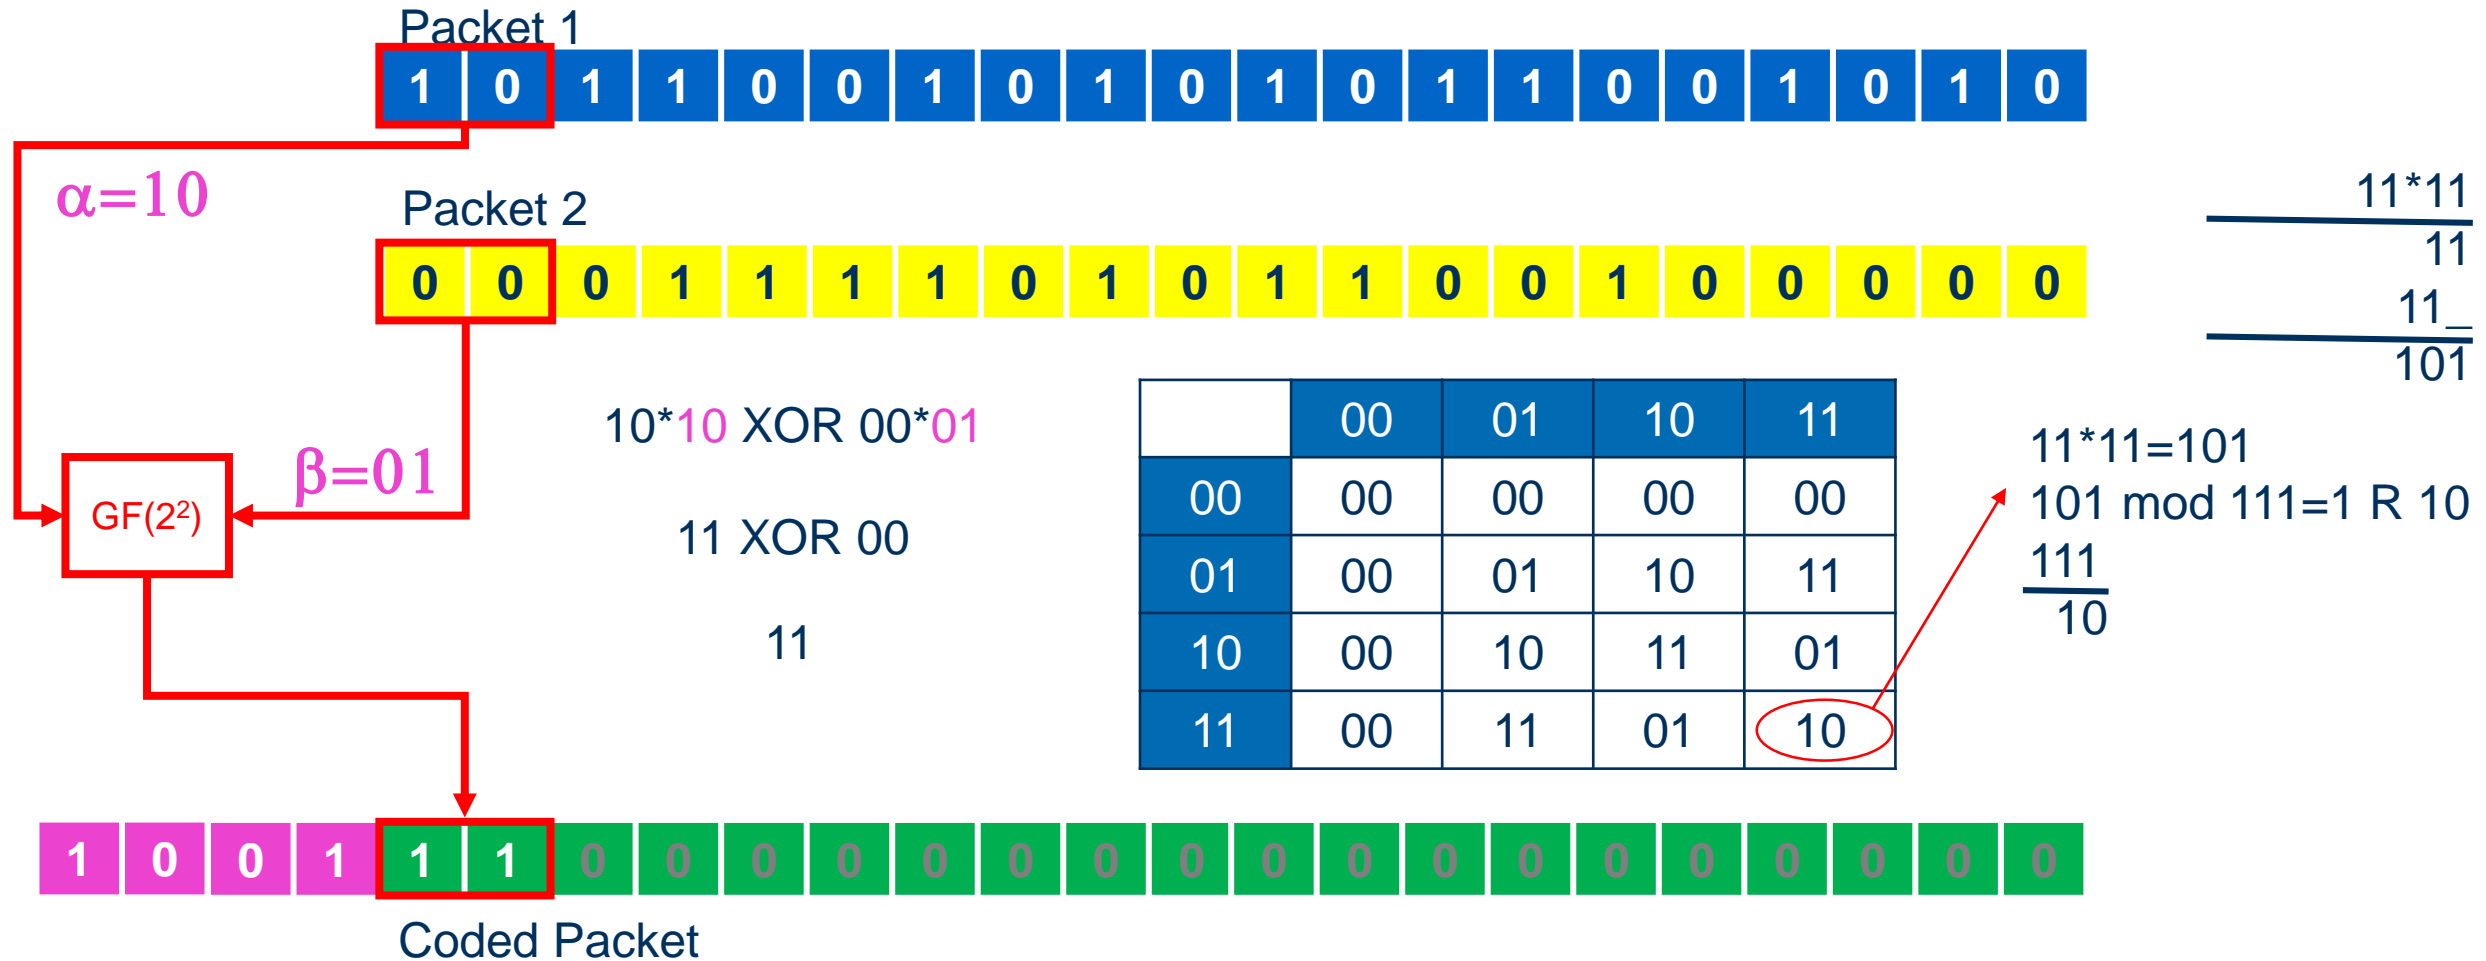 Packet 1
1 0 1 1 0 0 1 0 1 0 1 0 1 1 0 0 1 0 1 0
α=10
Packet 2
0 0 0 1 1 1 1 0 1 0 1 1 0 0 1 0 0 0 0 0
11*11
11
11_
101
β=01
GF(2²)
10*10 XOR 00*01
11 XOR 00
11
00 01 10 11
00 00 00 00 00
01 00 01 10 11
10 00 10 11 01
11 00 11 01 10
11*11=101
101 mod 111=1 R 10
111
10
1 0 0 1 1 1 0 0 0 0 0 0 0 0 0 0 0 0 0 0 0 0 0 0
Coded Packet